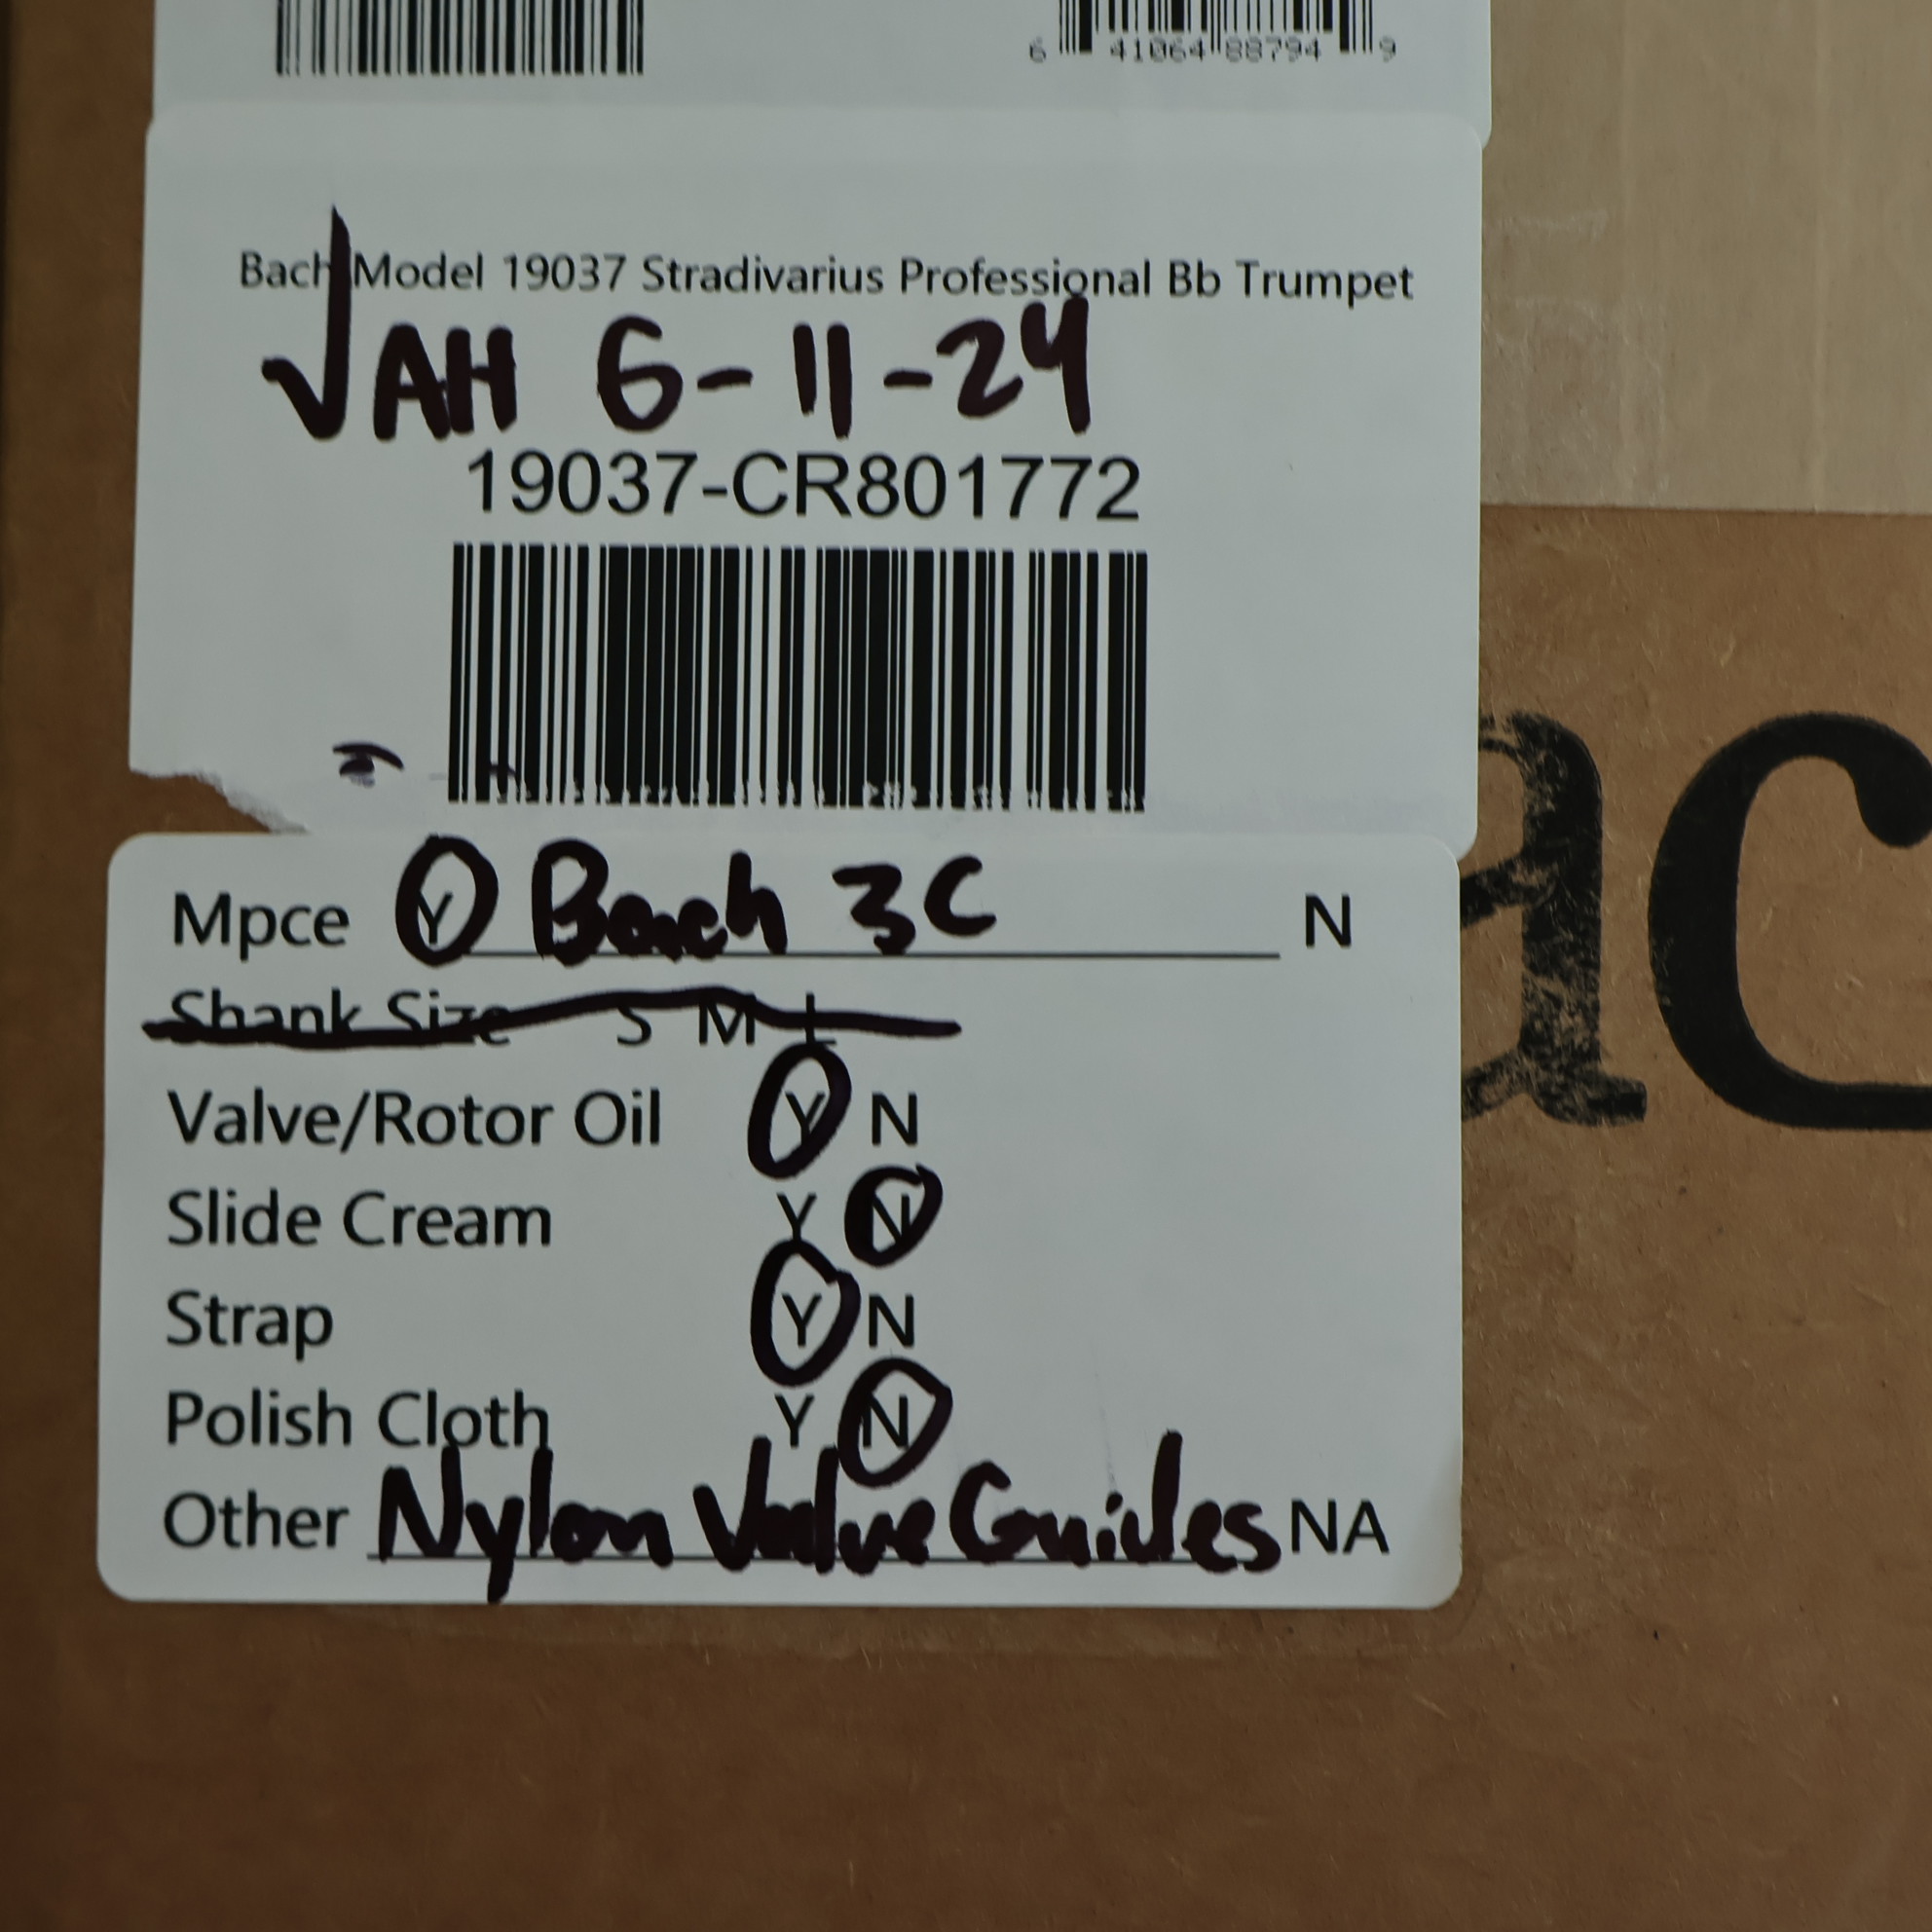 6 41064 88794 9
Bach Model 19037 Stradivarius Professional Bb Trumpet
√AH 6-11-24
19037-CR801772
Mpce Y Bach 3C N
Shank Size S M L
Valve/Rotor Oil Y N
Slide Cream Y N
Strap Y N
Polish Cloth Y N
Other Nylon Valve Guides NA
ac